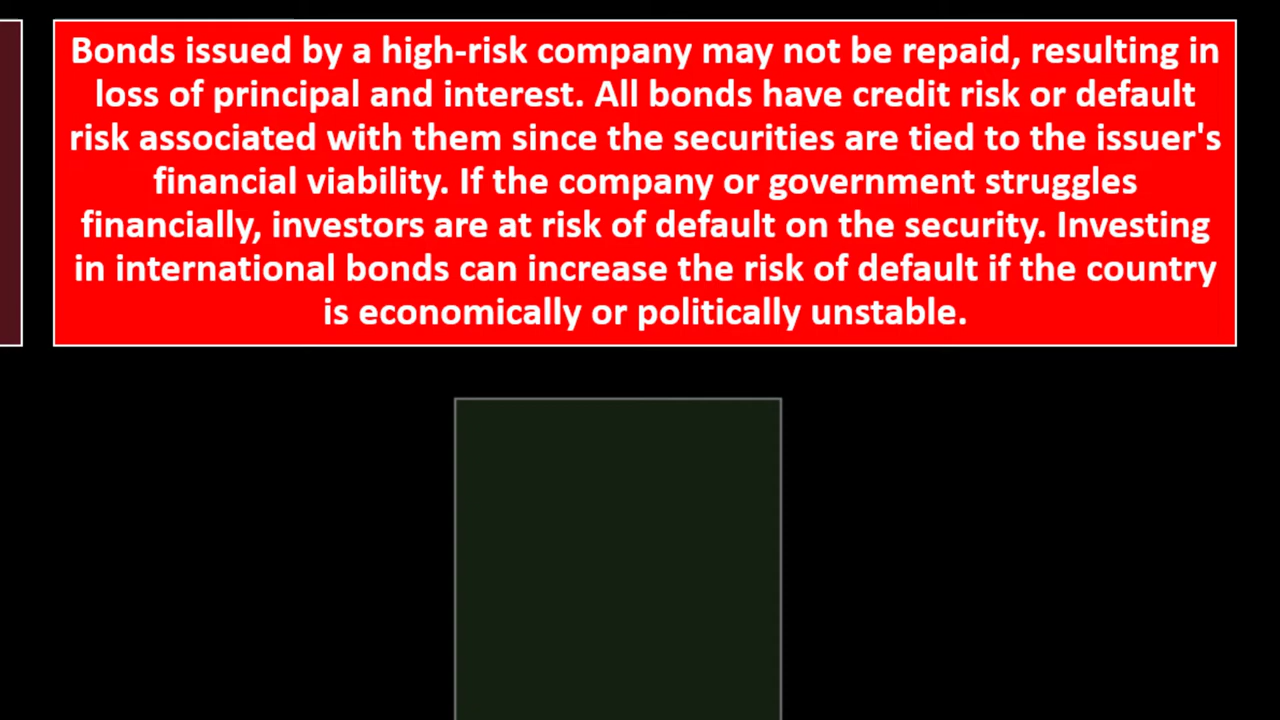 Bonds issued by a high-risk company may not be repaid, resulting in
loss of principal and interest. All bonds have credit risk or default
risk associated with them since the securities are tied to the issuer's
financial viability. If the company or government struggles
financially, investors are at risk of default on the security. Investing
in international bonds can increase the risk of default if the country
is economically or politically unstable.